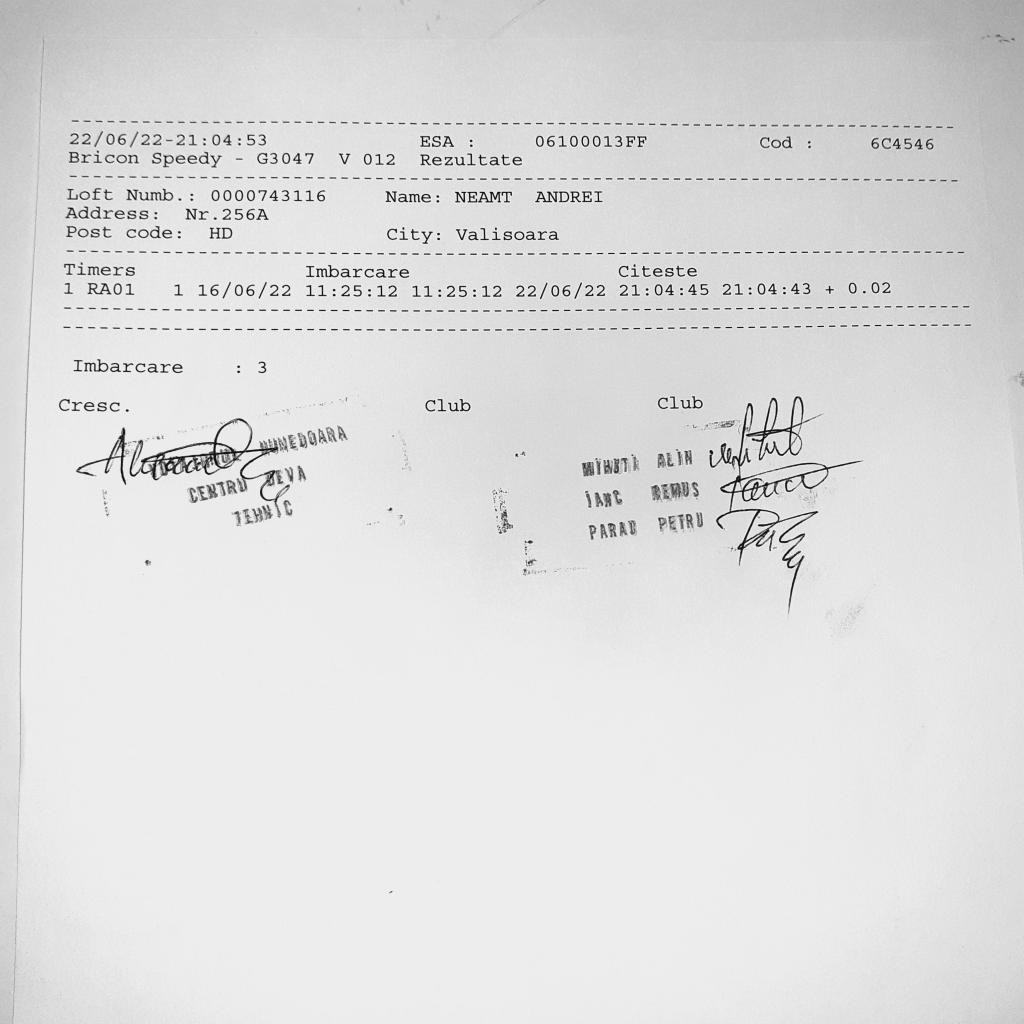 22/06/22-21:04:53 ESA : 06100013FF Cod : 6C4546
Bricon Speedy - G3047 V 012 Rezultate
Loft Numb.: 0000743116 Name: NEAMT ANDREI
Address: Nr.256A
Post code: HD City: Valisoara
Timers Imbarcare Citeste
1 RA01 1 16/06/22 11:25:12 11:25:12 22/06/22 21:04:45 21:04:43 + 0.02
Imbarcare : 3
Cresc. Club Club
HUNEDOARA
CENTRU DEVA
TEHNIC
MIHUTĂ ALIN
IANC REMUȘ
PARAU PETRU